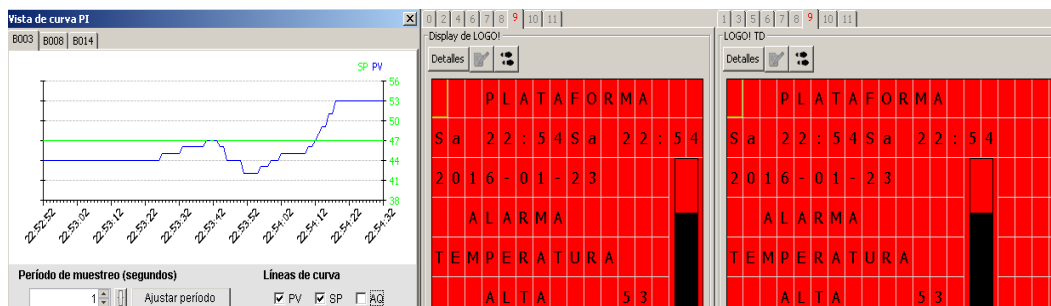 Vista de curva PI
B003 B008 B014
SP PV
56
53
50
47
44
41
38
22:52:52 22:53:02 22:53:12 22:53:22 22:53:32 22:53:42 22:53:52 22:54:02 22:54:12 22:54:22 22:54:32
Período de muestreo (segundos)
1
Ajustar período
Líneas de curva
PV SP AQ
0 2 4 6 7 8 9 10 11
Display de LOGO!
Detalles
PLATAFORMA
Sa 22:54Sa 22:54
2016-01-23
ALARMA
TEMPERATURA
ALTA 53
1 3 5 6 7 8 9 10 11
LOGO! TD
Detalles
PLATAFORMA
Sa 22:54Sa 22:54
2016-01-23
ALARMA
TEMPERATURA
ALTA 53